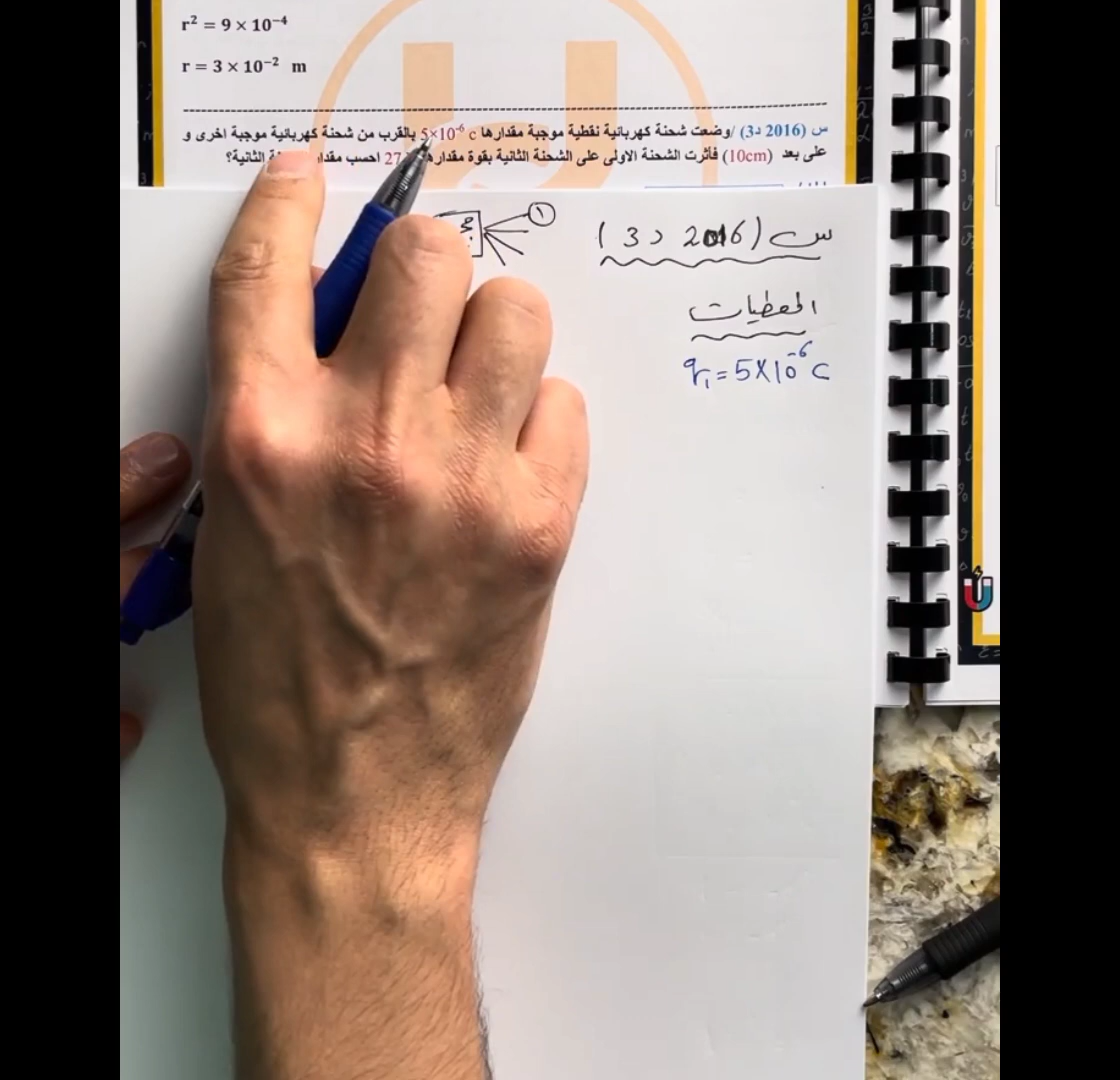 r² = 9 × 10⁻⁴
r = 3 × 10⁻² m
س (2016 د3) /وضعت شحنة كهربائية نقطية موجبة مقدارها 5×10⁻⁶ c بالقرب من شحنة كهربائية موجبة اخرى و
على بعد (10cm) فأثرت الشحنة الاولى على الشحنة الثانية بقوة 27 احسب الثانية؟
س (2016 د 3)
١
المعطيات
q₁ = 5×10⁻⁶ C